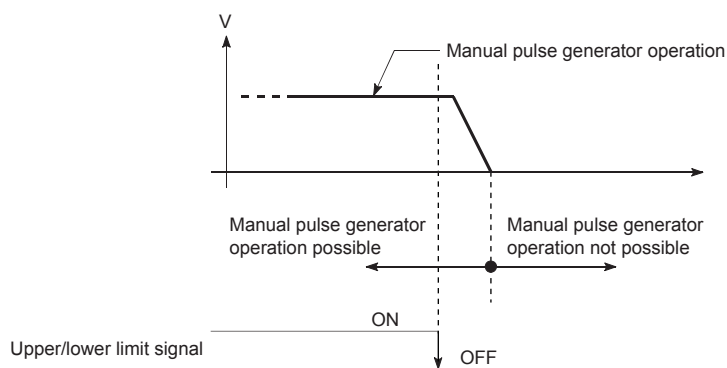 V
Manual pulse generator operation
Manual pulse generator
operation possible
Manual pulse generator
operation not possible
ON
Upper/lower limit signal
OFF